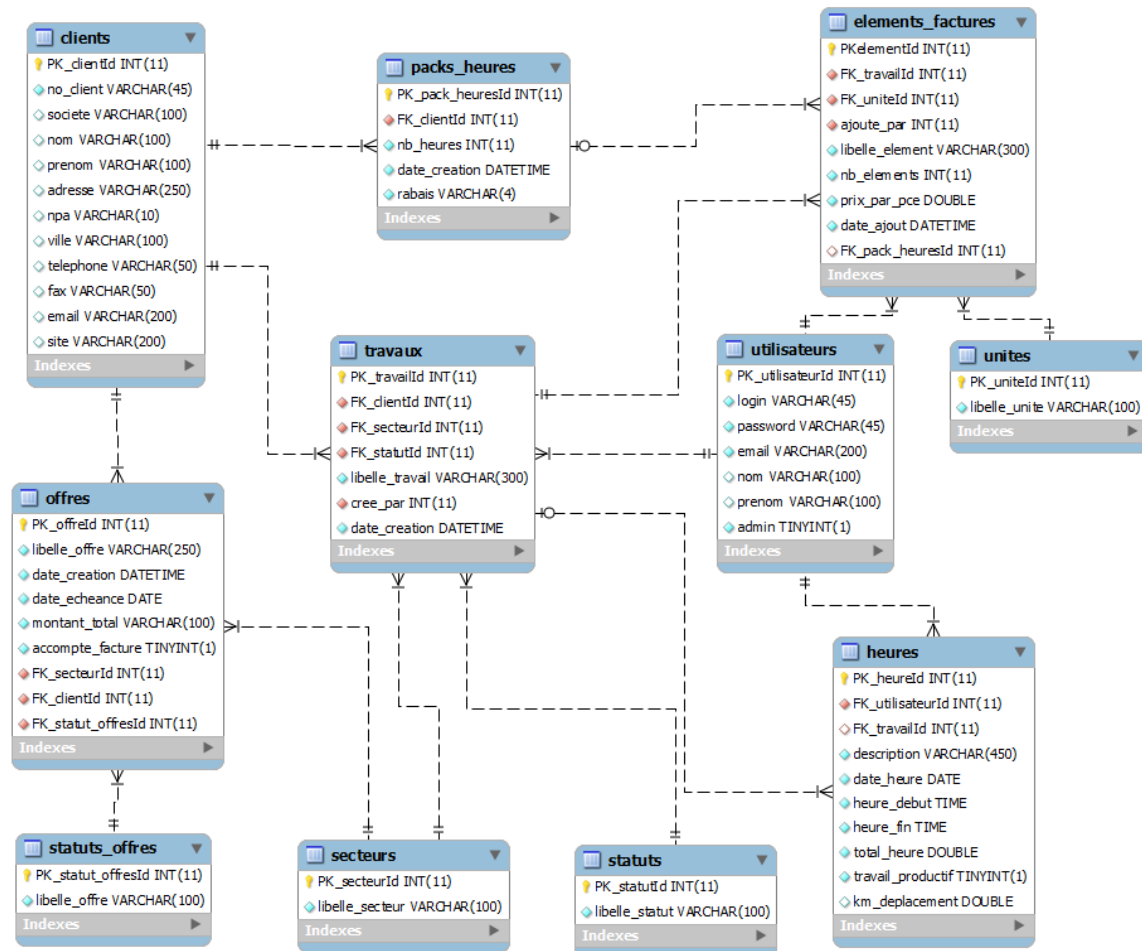 clients
PK_clientId INT(11)
no_client VARCHAR(45)
societe VARCHAR(100)
nom VARCHAR(100)
prenom VARCHAR(100)
adresse VARCHAR(250)
npa VARCHAR(10)
ville VARCHAR(100)
telephone VARCHAR(50)
fax VARCHAR(50)
email VARCHAR(200)
site VARCHAR(200)
Indexes
packs_heures
PK_pack_heuresId INT(11)
FK_clientId INT(11)
nb_heures INT(11)
date_creation DATETIME
rabais VARCHAR(4)
Indexes
elements_factures
PKelementId INT(11)
FK_travailId INT(11)
FK_uniteId INT(11)
ajoute_par INT(11)
libelle_element VARCHAR(300)
nb_elements INT(11)
prix_par_pce DOUBLE
date_ajout DATETIME
FK_pack_heuresId INT(11)
Indexes
travaux
PK_travailId INT(11)
FK_clientId INT(11)
FK_secteurId INT(11)
FK_statutId INT(11)
libelle_travail VARCHAR(300)
cree_par INT(11)
date_creation DATETIME
Indexes
utilisateurs
PK_utilisateurId INT(11)
login VARCHAR(45)
password VARCHAR(45)
email VARCHAR(200)
nom VARCHAR(100)
prenom VARCHAR(100)
admin TINYINT(1)
Indexes
unites
PK_uniteId INT(11)
libelle_unite VARCHAR(100)
Indexes
offres
PK_offreId INT(11)
libelle_offre VARCHAR(250)
date_creation DATETIME
date_echeance DATE
montant_total VARCHAR(100)
accompte_facture TINYINT(1)
FK_secteurId INT(11)
FK_clientId INT(11)
FK_statut_offresId INT(11)
Indexes
heures
PK_heureId INT(11)
FK_utilisateurId INT(11)
FK_travailId INT(11)
description VARCHAR(450)
date_heure DATE
heure_debut TIME
heure_fin TIME
total_heure DOUBLE
travail_productif TINYINT(1)
km_deplacement DOUBLE
Indexes
statuts_offres
PK_statut_offresId INT(11)
libelle_offre VARCHAR(100)
Indexes
secteurs
PK_secteurId INT(11)
libelle_secteur VARCHAR(100)
Indexes
statuts
PK_statutId INT(11)
libelle_statut VARCHAR(100)
Indexes